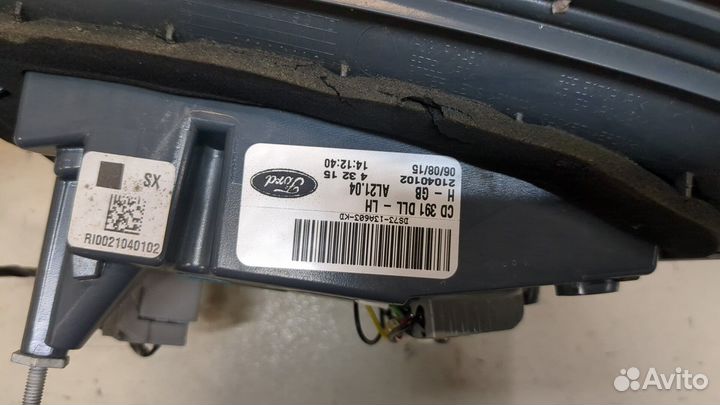 SX
RI0021040102
Ford
DS73-13A603-KD
CD 391 DLL - LH
H - GB AL21.04
21040102 4 32 15
06/08/15 14:12:40
Avito